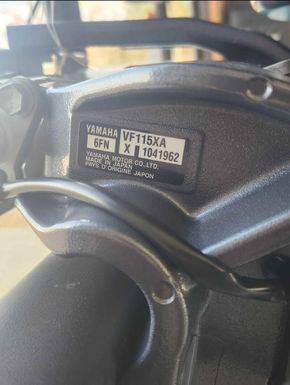 YAMAHA VF115XA
6FN X 1041962
YAMAHA MOTOR CO.,LTD.
MADE IN JAPAN
PAYS D'ORIGINE JAPON